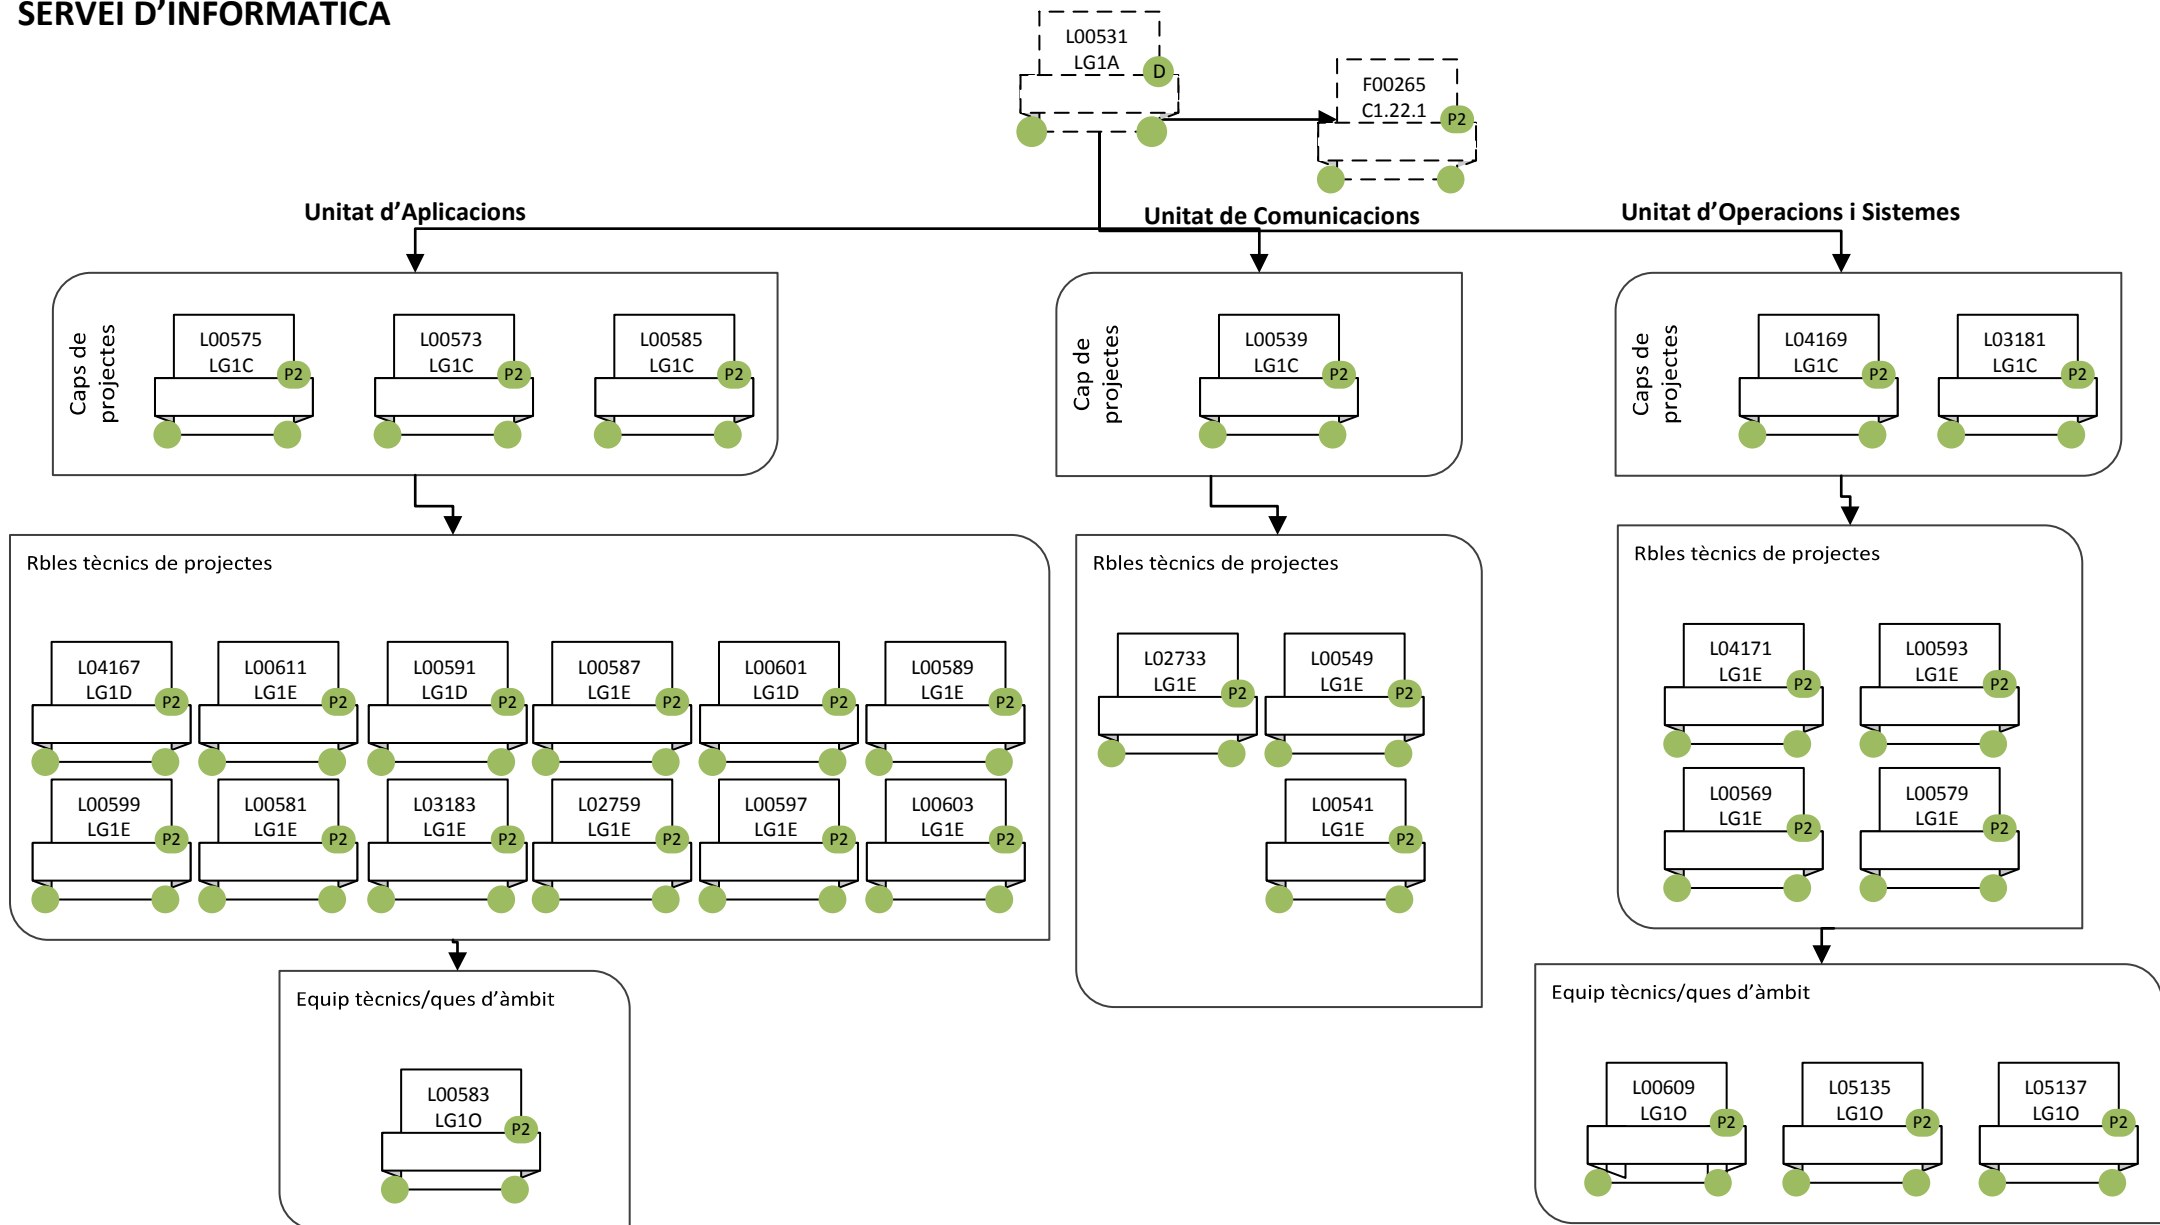 SERVEI D'INFORMÀTICA
L00531
LG1A
D
F00265
C1.22.1
P2
Unitat d'Aplicacions
Unitat de Comunicacions
Unitat d'Operacions i Sistemes
Caps de
projectes
L00575
LG1C
P2
L00573
LG1C
P2
L00585
LG1C
P2
Cap de
projectes
L00539
LG1C
P2
Caps de
projectes
L04169
LG1C
P2
L03181
LG1C
P2
Rbles tècnics de projectes
L04167
LG1D
P2
L00611
LG1E
P2
L00591
LG1D
P2
L00587
LG1E
P2
L00601
LG1D
P2
L00589
LG1E
P2
L00599
LG1E
P2
L00581
LG1E
P2
L03183
LG1E
P2
L02759
LG1E
P2
L00597
LG1E
P2
L00603
LG1E
P2
Rbles tècnics de projectes
L02733
LG1E
P2
L00549
LG1E
P2
L00541
LG1E
P2
Rbles tècnics de projectes
L04171
LG1E
P2
L00593
LG1E
P2
L00569
LG1E
P2
L00579
LG1E
P2
Equip tècnics/ques d'àmbit
L00583
LG1O
P2
Equip tècnics/ques d'àmbit
L00609
LG1O
P2
L05135
LG1O
P2
L05137
LG1O
P2